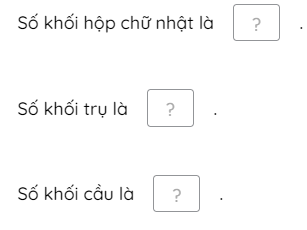 Số khối hộp chữ nhật là ? .
Số khối trụ là ? .
Số khối cầu là ? .